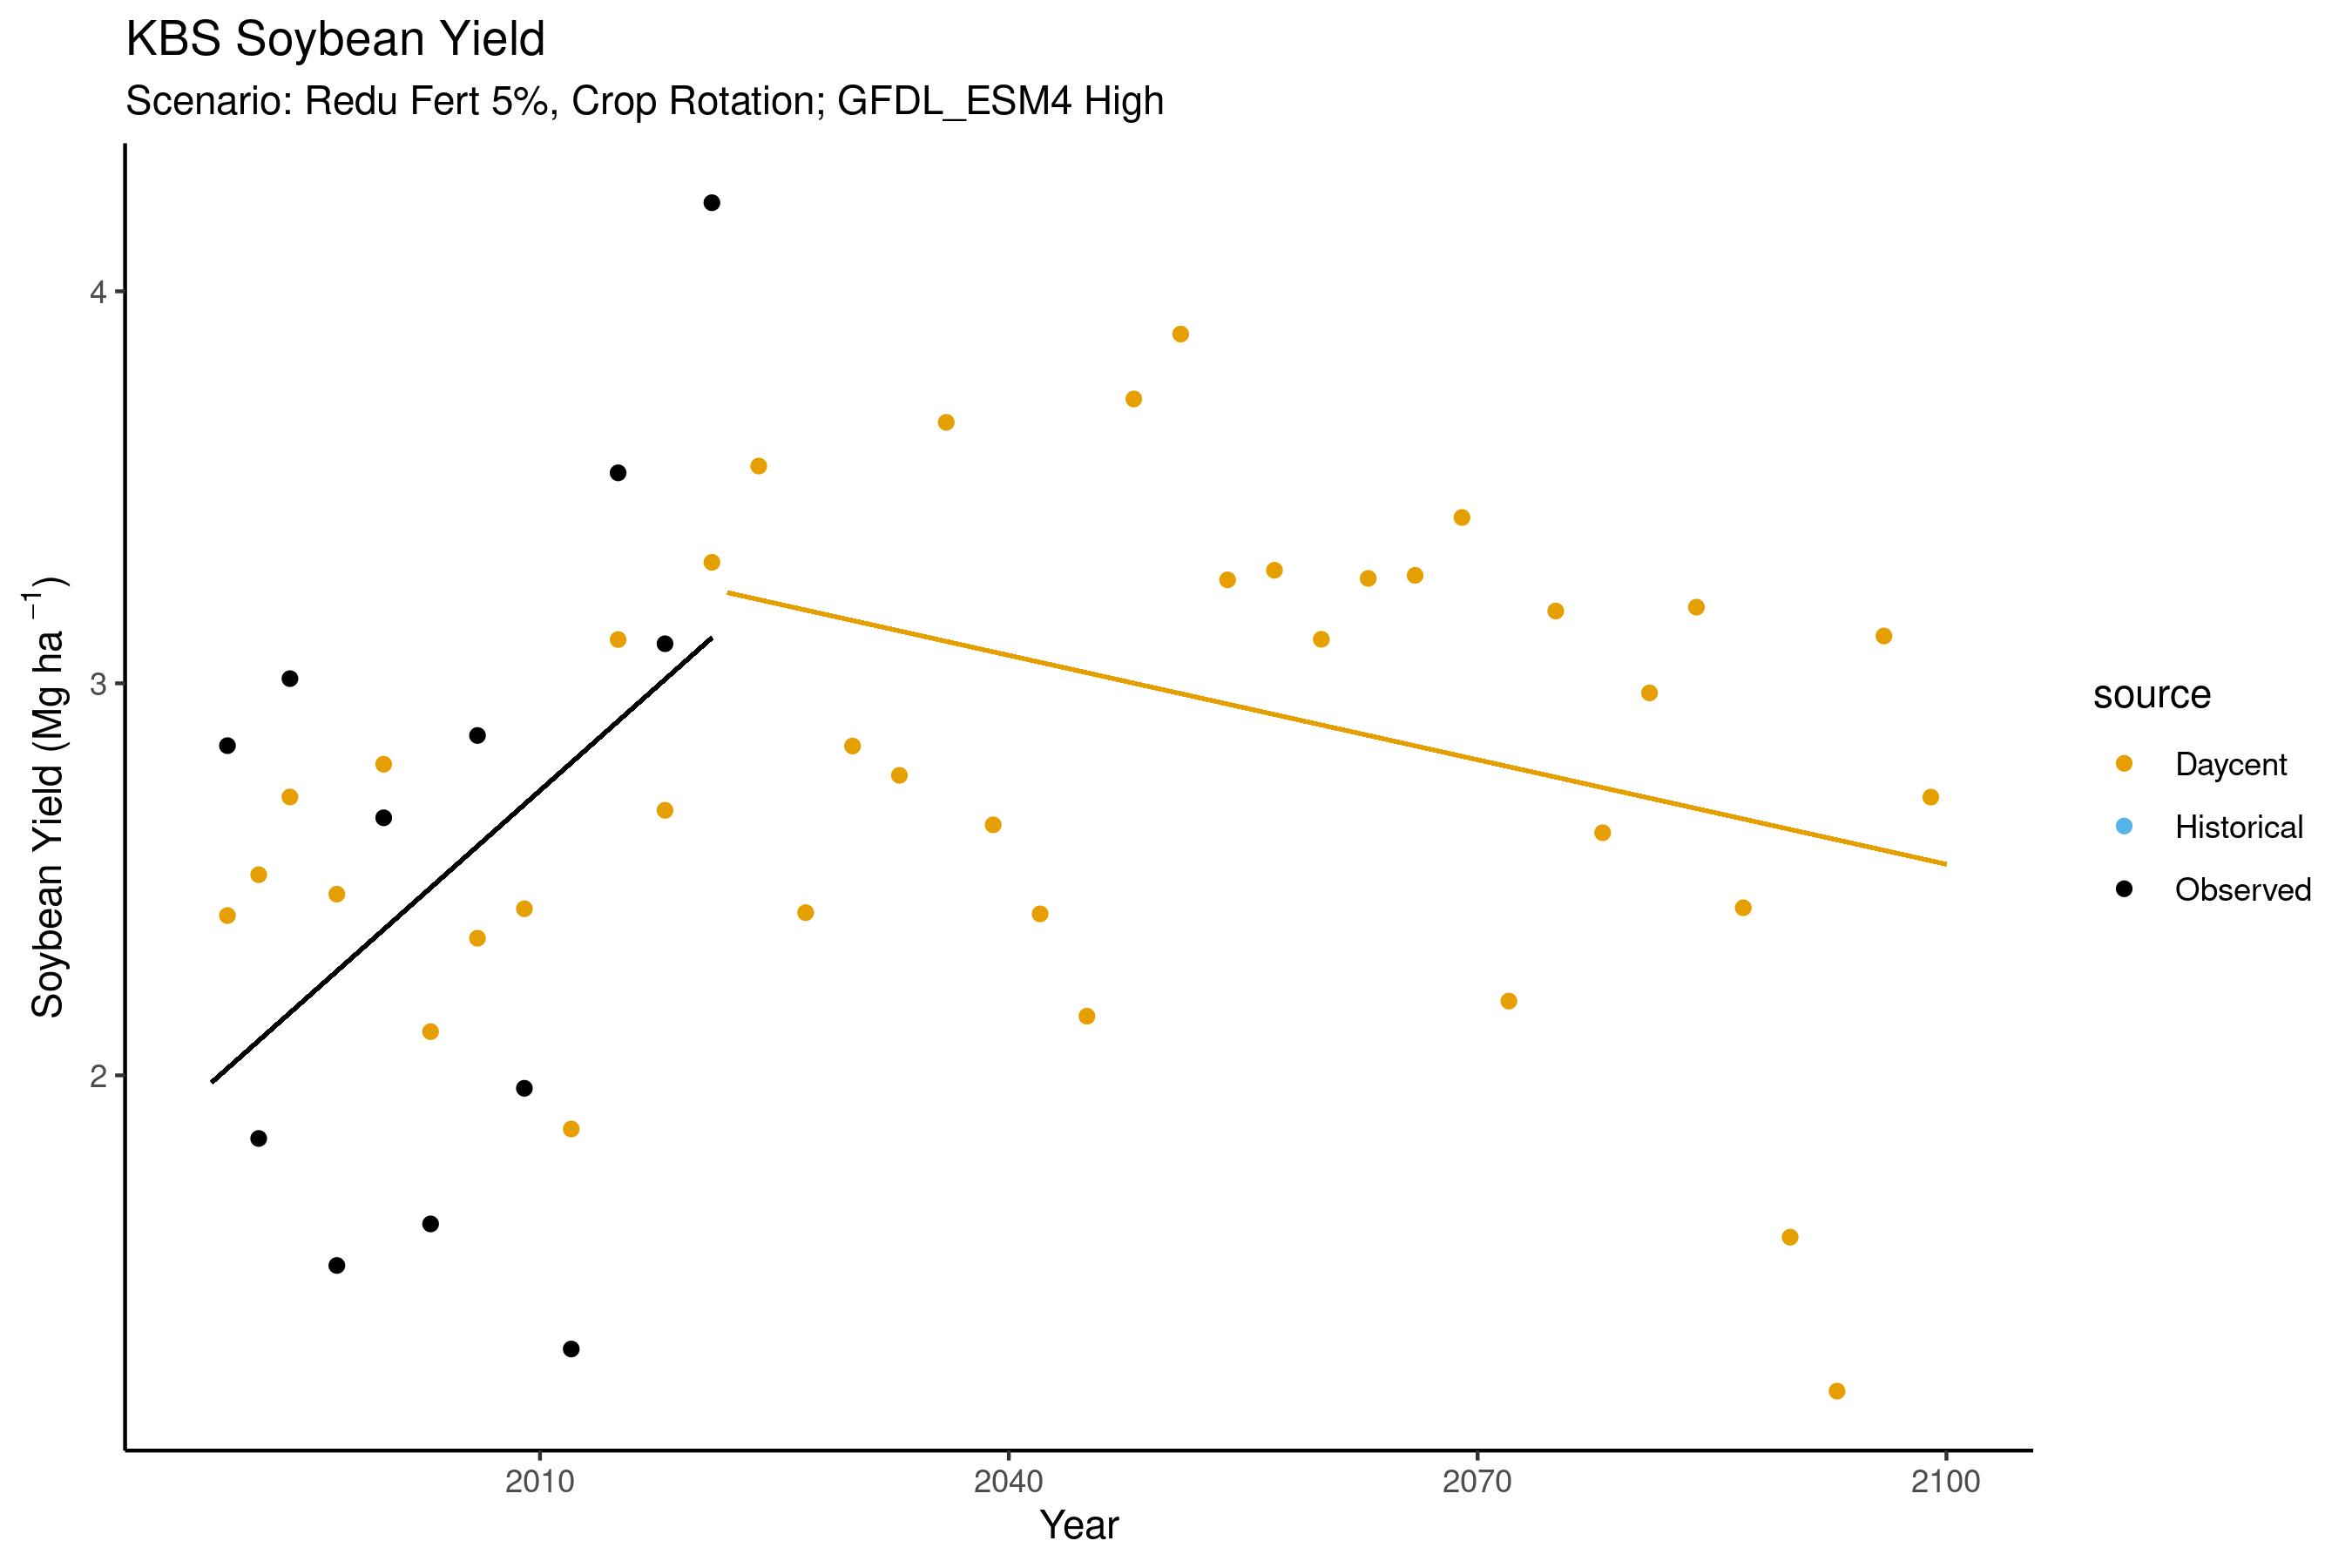 KBS Soybean Yield
Scenario: Redu Fert 5%, Crop Rotation; GFDL_ESM4 High
Soybean Yield (Mg ha ⁻¹)
4
3
2
2010
2040
2070
2100
Year
source
Daycent
Historical
Observed